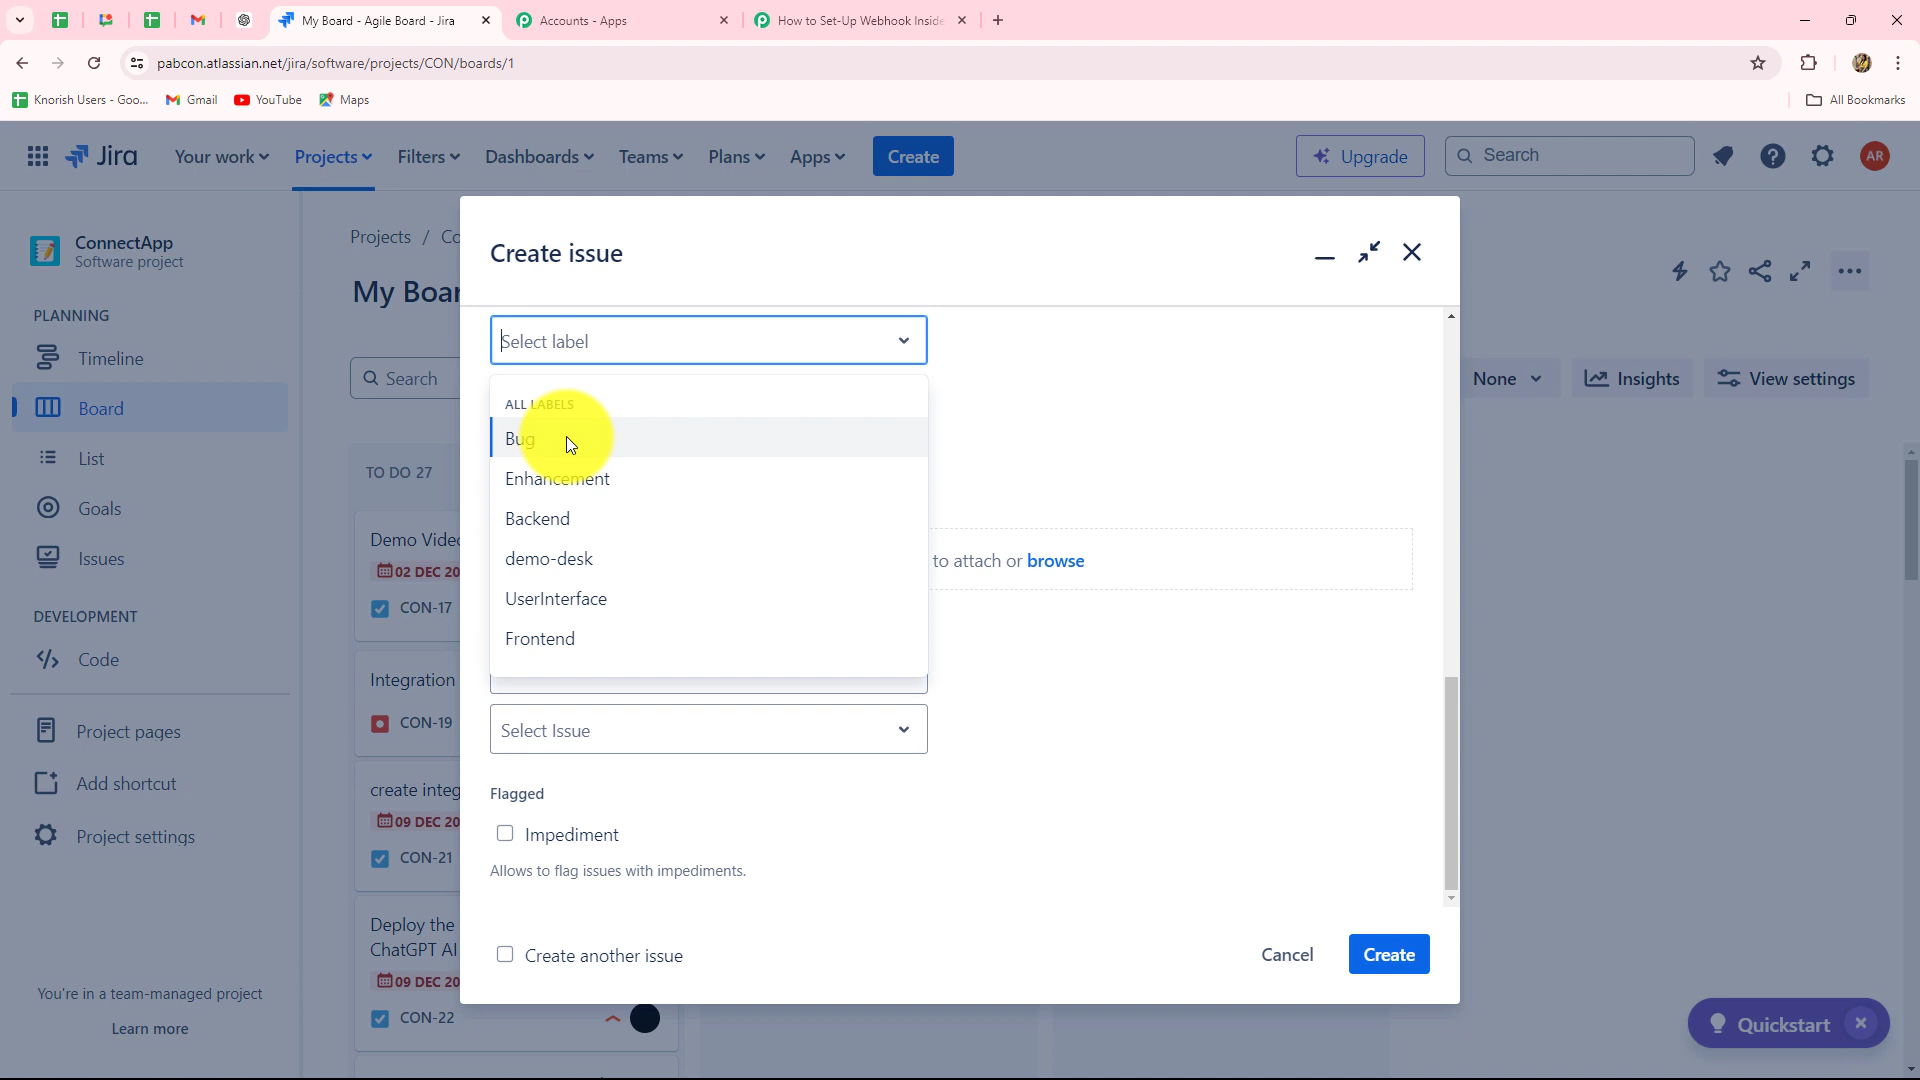 My Board - Agile Board - Jira
Accounts - Apps
How to Set-Up Webhook Inside
pabcon.atlassian.net/jira/software/projects/CON/boards/1
Knorish Users - Goo...
Gmail
YouTube
Maps
All Bookmarks
Jira
Your work
Projects
Filters
Dashboards
Teams
Plans
Apps
Create
Upgrade
Search
AR
ConnectApp
Software project
PLANNING
Timeline
Board
List
Goals
Issues
DEVELOPMENT
Code
Project pages
Add shortcut
Project settings
You're in a team-managed project
Learn more
Projects / Co
My Boar
Search
None
Insights
View settings
TO DO 27
Demo Video
02 DEC 20
CON-17
Integration
CON-19
create integ
09 DEC 20
CON-21
Deploy the
ChatGPT AI
09 DEC 20
CON-22
Create issue
Select label
ALL LABELS
Bug
Enhancement
Backend
demo-desk
UserInterface
Frontend
to attach or browse
Select Issue
Flagged
Impediment
Allows to flag issues with impediments.
Create another issue
Cancel
Create
Quickstart